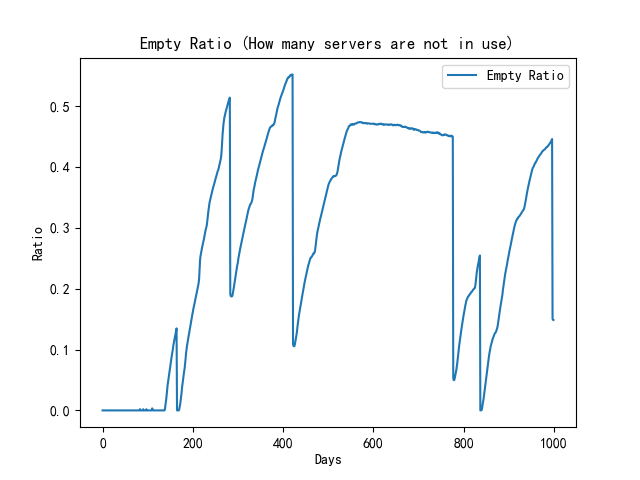 Empty Ratio (How many servers are not in use)
Empty Ratio
0.5
0.4
0.3
0.2
0.1
0.0
Ratio
0 200 400 600 800 1000
Days